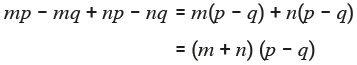 mp − mq + np − nq = m(p − q) + n(p − q)
= (m + n) (p − q)